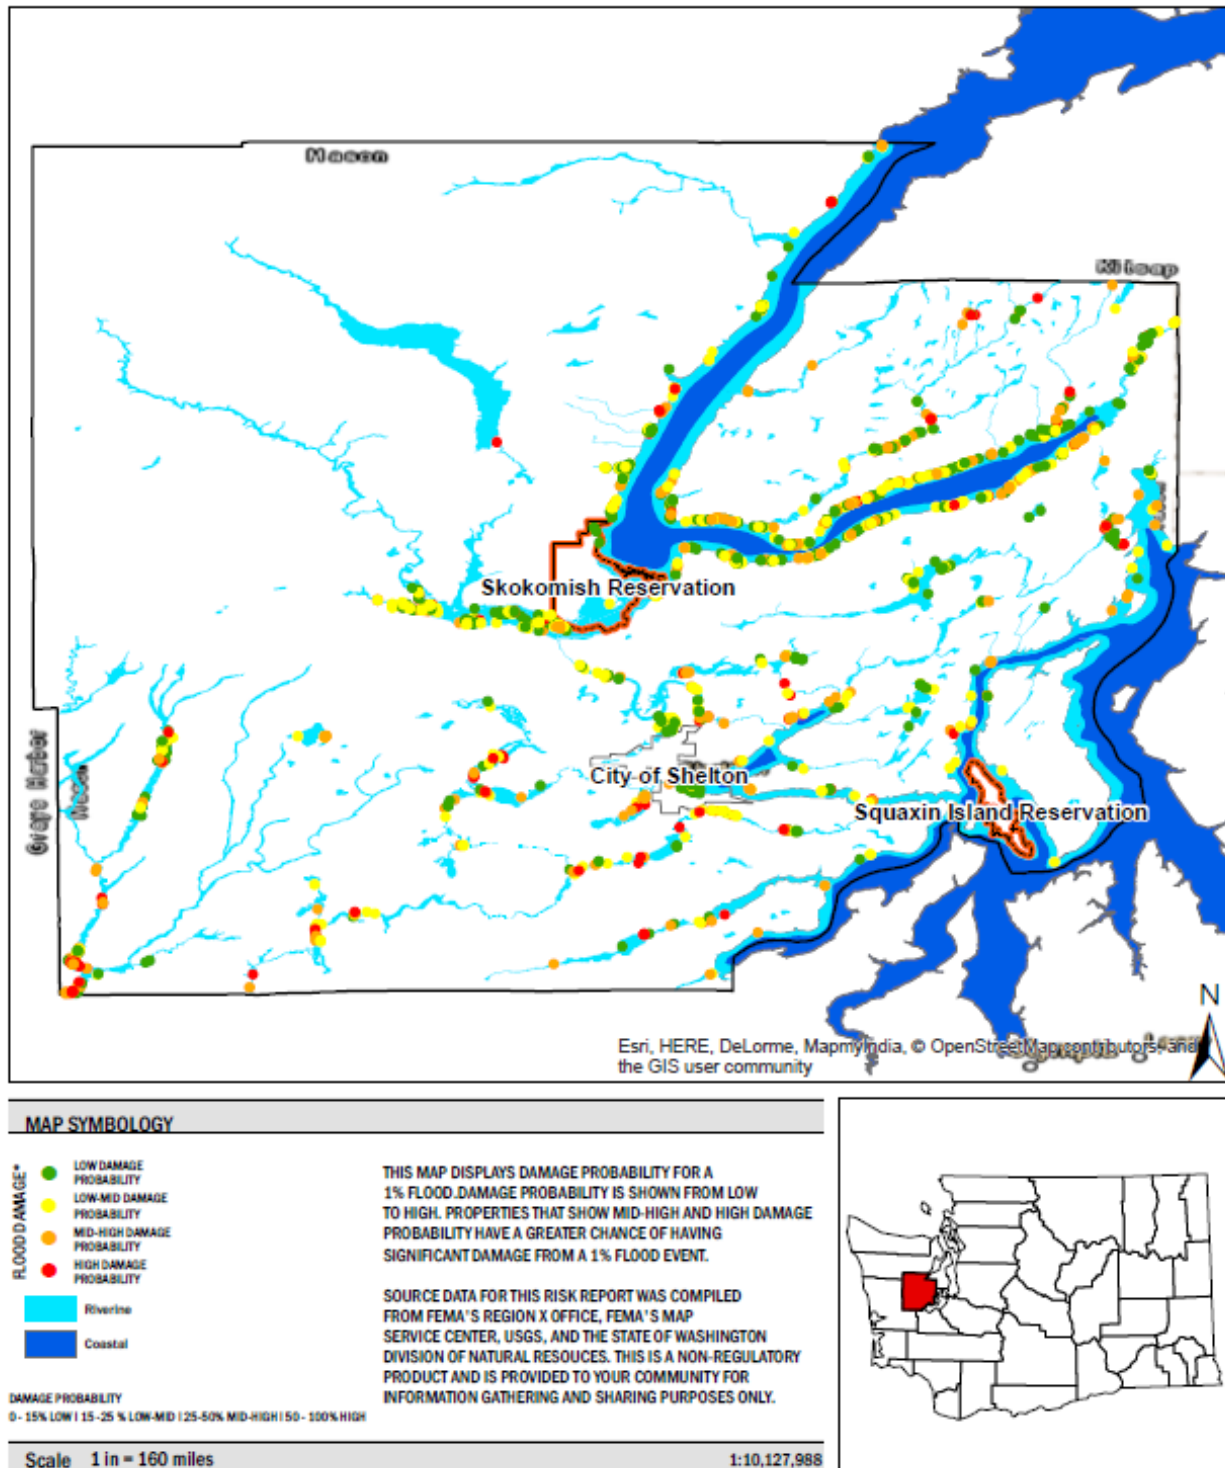 Mason
Kitsap
Skokomish Reservation
City of Shelton
Squaxin Island Reservation
Grays Harbor
Mason
N
Esri, HERE, DeLorme, MapmyIndia, © OpenStreetMap contributors, and
the GIS user community
MAP SYMBOLOGY
FLOOD DAMAGE*
LOW DAMAGE
PROBABILITY
LOW-MID DAMAGE
PROBABILITY
MID-HIGH DAMAGE
PROBABILITY
HIGH DAMAGE
PROBABILITY
Riverine
Coastal
DAMAGE PROBABILITY
0 - 15% LOW I 15 -25 % LOW-MID I 25-50% MID-HIGH I 50 - 100% HIGH
THIS MAP DISPLAYS DAMAGE PROBABILITY FOR A
1% FLOOD. DAMAGE PROBABILITY IS SHOWN FROM LOW
TO HIGH. PROPERTIES THAT SHOW MID-HIGH AND HIGH DAMAGE
PROBABILITY HAVE A GREATER CHANCE OF HAVING
SIGNIFICANT DAMAGE FROM A 1% FLOOD EVENT.
SOURCE DATA FOR THIS RISK REPORT WAS COMPILED
FROM FEMA'S REGION X OFFICE, FEMA'S MAP
SERVICE CENTER, USGS, AND THE STATE OF WASHINGTON
DIVISION OF NATURAL RESOUCES. THIS IS A NON-REGULATORY
PRODUCT AND IS PROVIDED TO YOUR COMMUNITY FOR
INFORMATION GATHERING AND SHARING PURPOSES ONLY.
Scale 1 in = 160 miles
1:10,127,988